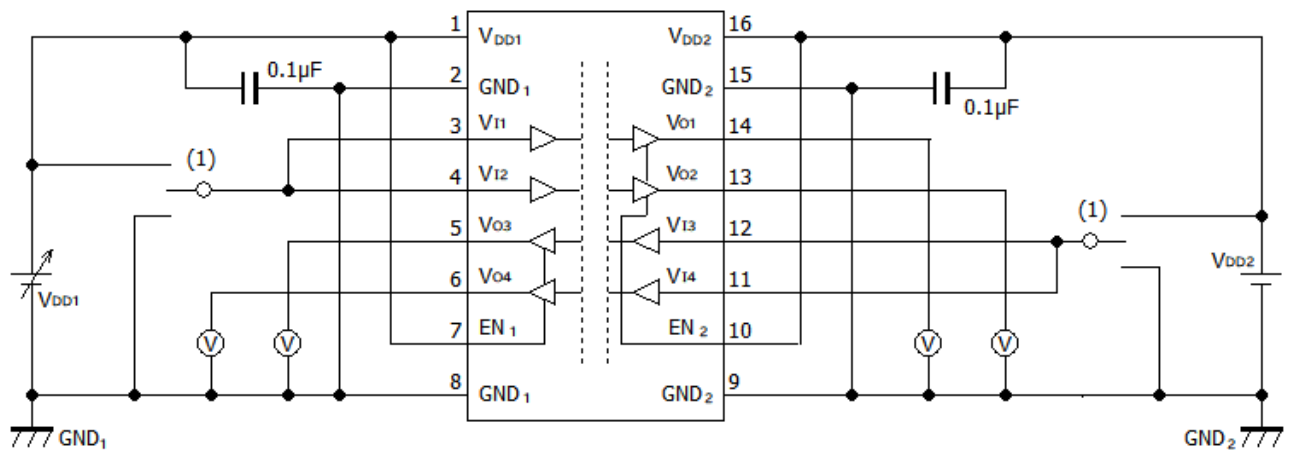 1 VDD1 VDD2 16
0.1µF 2 GND1 GND2 15 0.1µF
3 VI1 VO1 14
(1) 4 VI2 VO2 13
5 VO3 VI3 12 (1)
6 VO4 VI4 11
VDD1 VDD2
7 EN1 EN2 10
V V V V
8 GND1 GND2 9
GND1 GND2